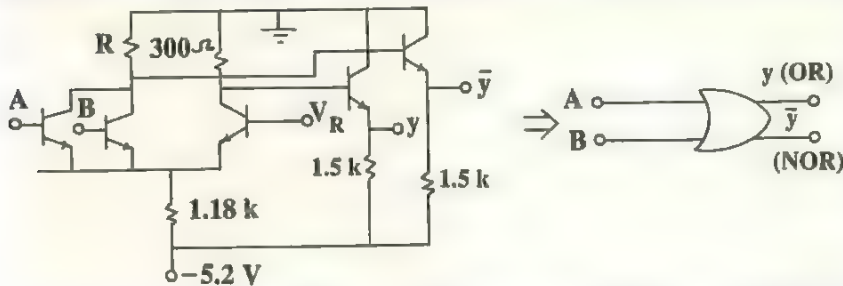 R
300Ω
A
B
V_R
y
ȳ
1.5 k
1.5 k
1.18 k
−5.2 V
⇒
A
B
y (OR)
ȳ
(NOR)